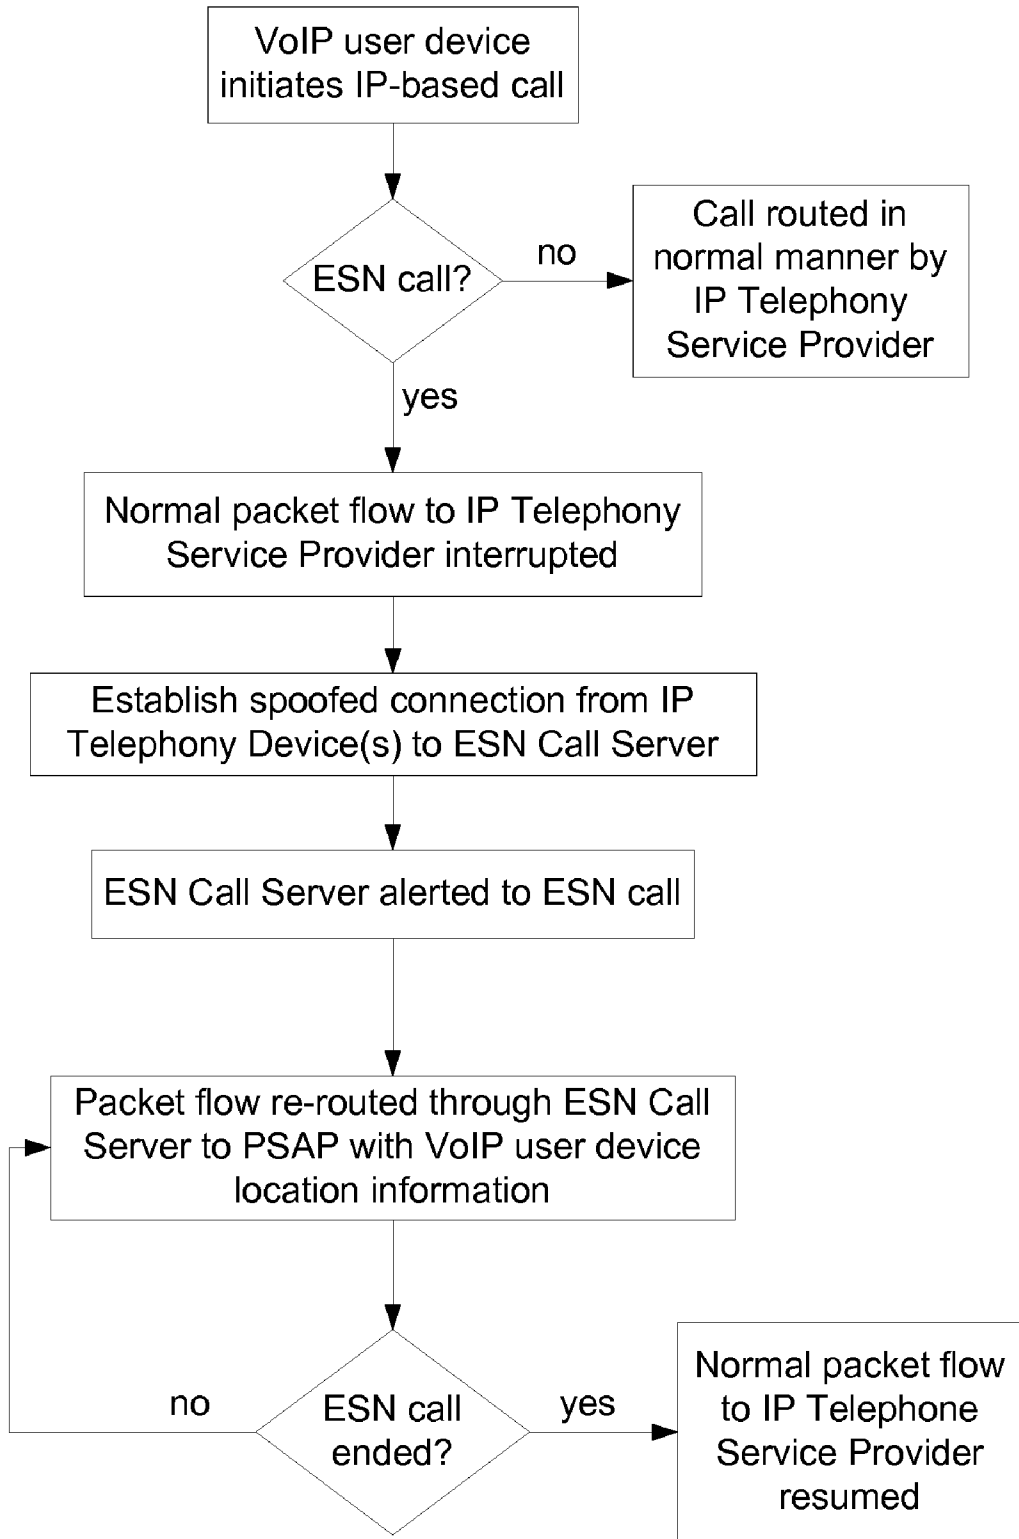 VoIP user device
initiates IP-based call
ESN call?
no
Call routed in
normal manner by
IP Telephony
Service Provider
yes
Normal packet flow to IP Telephony
Service Provider interrupted
Establish spoofed connection from IP
Telephony Device(s) to ESN Call Server
ESN Call Server alerted to ESN call
Packet flow re-routed through ESN Call
Server to PSAP with VoIP user device
location information
no
ESN call
ended?
yes
Normal packet flow
to IP Telephone
Service Provider
resumed